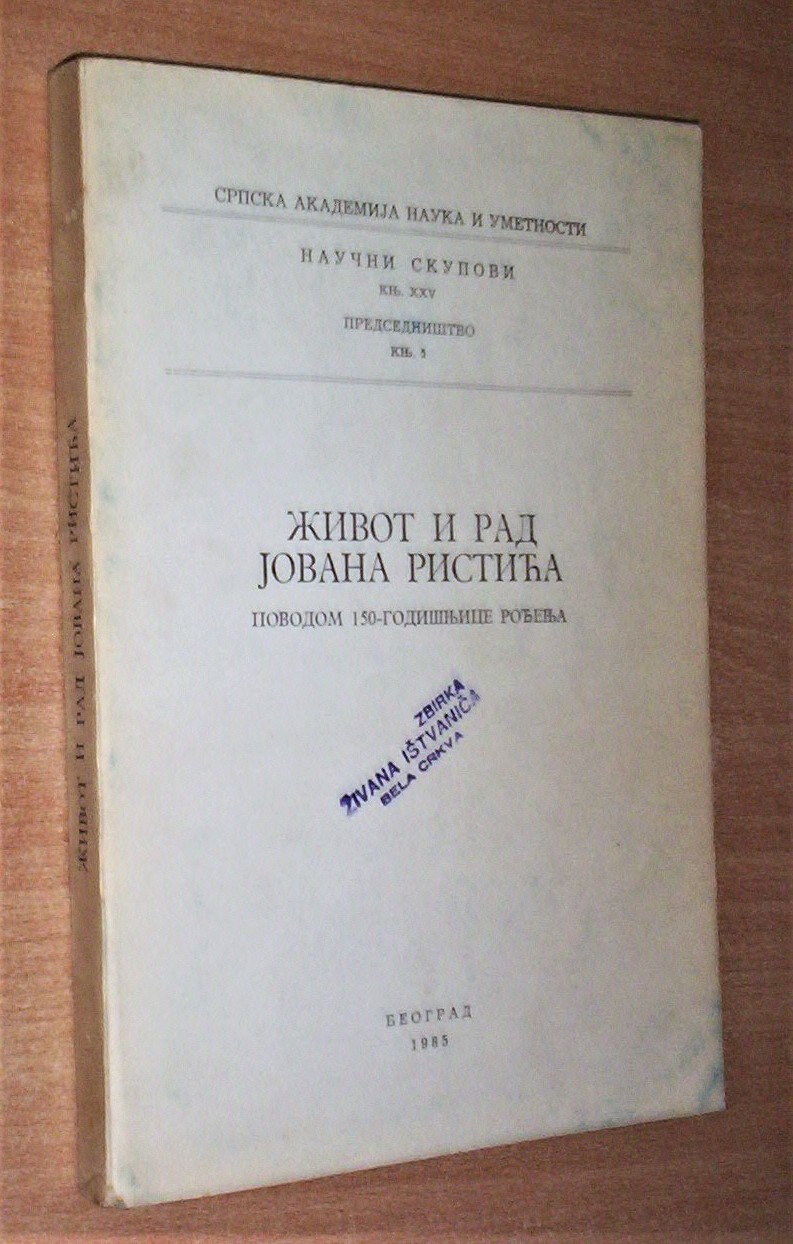 СРПСКА АКАДЕМИЈА НАУКА И УМЕТНОСТИ
НАУЧНИ СКУПОВИ
КЊ. XXV
ПРЕДСЕДНИШТВО
КЊ. 5
ЖИВОТ И РАД
ЈОВАНА РИСТИЋА
ПОВОДОМ 150-ГОДИШЊИЦЕ РОЂЕЊА
ZBIRKA
ŽIVANA IŠTVANIĆA
BELA CRKVA
БЕОГРАД
1985
ЖИВОТ И РАД ЈОВАНА РИСТИЋА